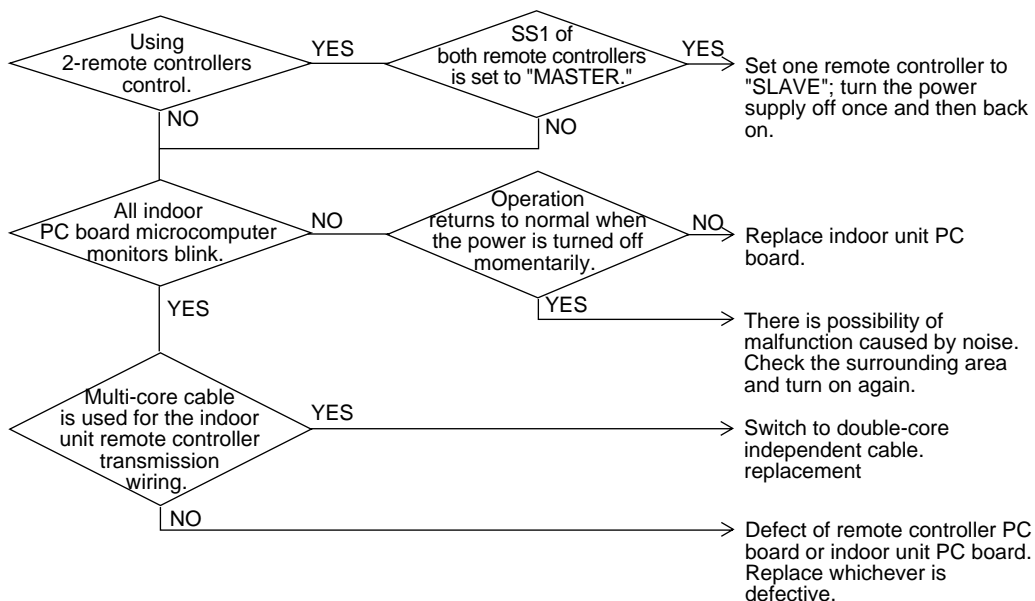 Using
2-remote controllers
control.
YES
SS1 of
both remote controllers
is set to "MASTER."
YES
Set one remote controller to
"SLAVE"; turn the power
supply off once and then back
on.
NO
NO
All indoor
PC board microcomputer
monitors blink.
NO
Operation
returns to normal when
the power is turned off
momentarily.
NO
Replace indoor unit PC
board.
YES
YES
There is possibility of
malfunction caused by noise.
Check the surrounding area
and turn on again.
Multi-core cable
is used for the indoor
unit remote controller
transmission
wiring.
YES
Switch to double-core
independent cable.
replacement
NO
Defect of remote controller PC
board or indoor unit PC board.
Replace whichever is
defective.